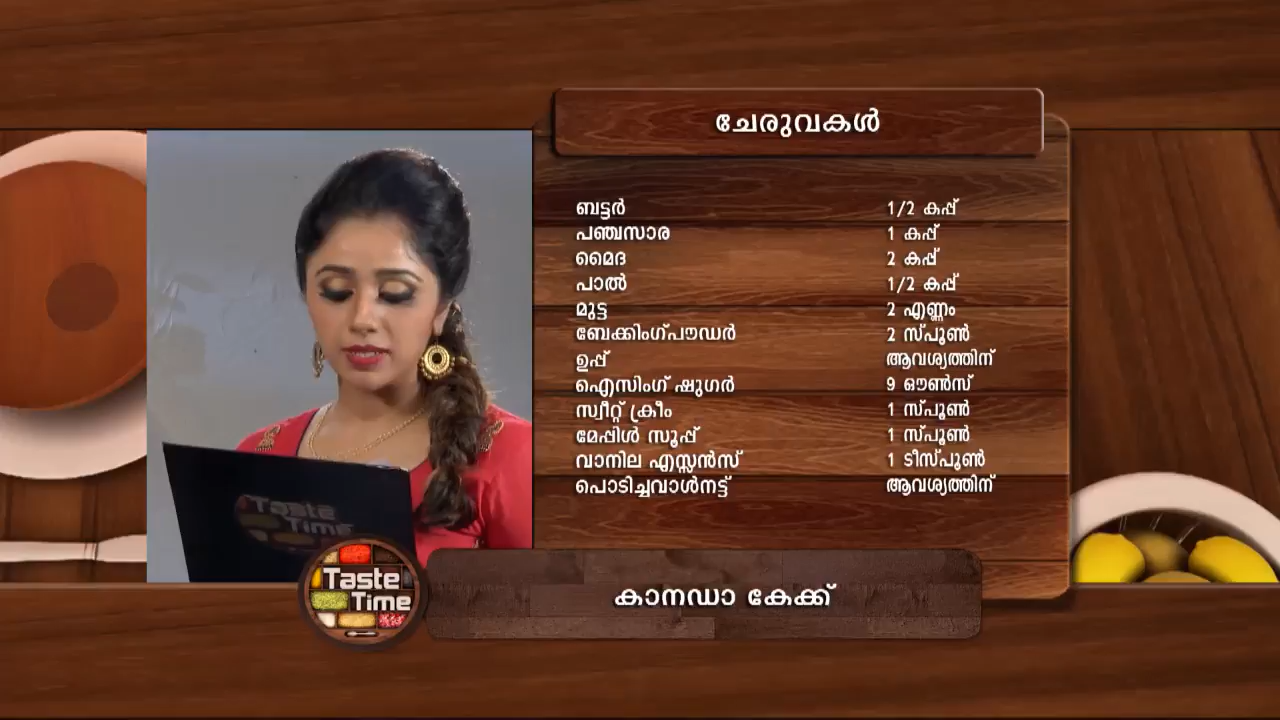 ചേരുവകൾ
ബട്ടർ 1/2 കപ്പ്
പഞ്ചസാര 1 കപ്പ്
മൈദ 2 കപ്പ്
പാൽ 1/2 കപ്പ്
മുട്ട 2 എണ്ണം
ബേക്കിംഗ്പൗഡർ 2 സ്പൂൺ
ഉപ്പ് ആവശ്യത്തിന്
ഐസിംഗ് ഷുഗർ 9 ഔൺസ്
സ്വീറ്റ് ക്രീം 1 സ്പൂൺ
മേപ്പിൾ സൂപ്പ് 1 സ്പൂൺ
വാനില എസ്സൻസ് 1 ടീസ്പൂൺ
പൊടിച്ചവാൾനട്ട് ആവശ്യത്തിന്
Taste
Time
Taste
Time
കാനഡാ കേക്ക്